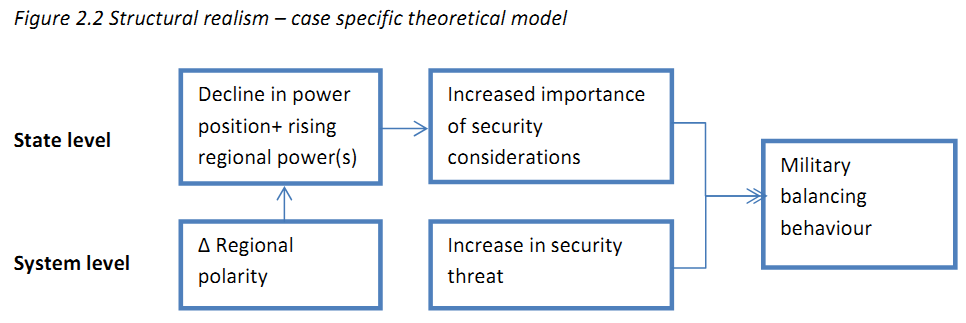 Figure 2.2 Structural realism – case specific theoretical model
State level
Decline in power
position+ rising
regional power(s)
Increased importance
of security
considerations
Military
balancing
behaviour
System level
Δ Regional
polarity
Increase in security
threat